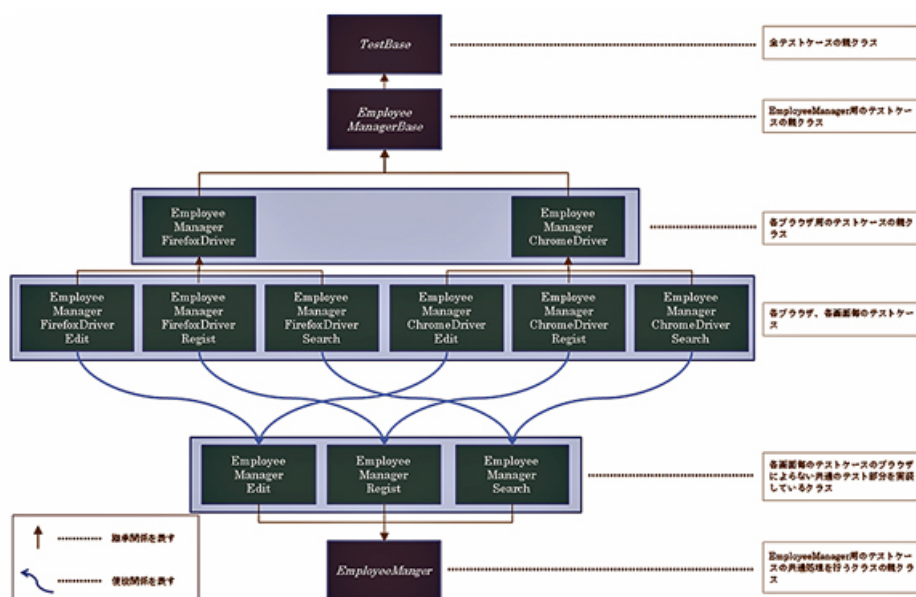 TestBase
全テストケースの親クラス
Employee
ManagerBase
EmployeeManager用のテストケー
スの親クラス
Employee
Manager
FirefoxDriver
Employee
Manager
ChromeDriver
各ブラウザ用のテストケースの親ク
ラス
Employee
Manager
FirefoxDriver
Edit
Employee
Manager
FirefoxDriver
Regist
Employee
Manager
FirefoxDriver
Search
Employee
Manager
ChromeDriver
Edit
Employee
Manager
ChromeDriver
Regist
Employee
Manager
ChromeDriver
Search
各ブラウザ、各画面毎のテストケー
ス
Employee
Manager
Edit
Employee
Manager
Regist
Employee
Manager
Search
各画面毎のテストケースのブラウザ
によらない共通のテスト部分を実装
しているクラス
継承関係を表す
使役関係を表す
EmployeeManger
EmployeeManager用のテストケー
スの共通処理を行うクラスの親クラ
ス